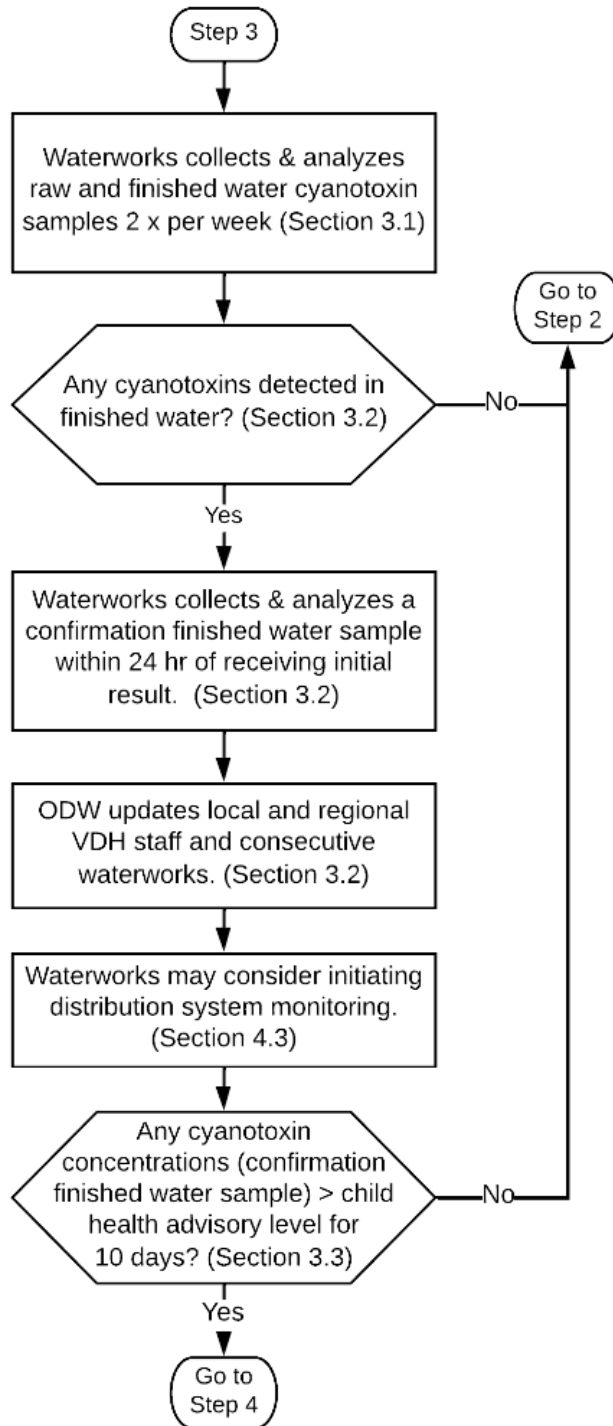 Step 3
Waterworks collects & analyzes
raw and finished water cyanotoxin
samples 2 x per week (Section 3.1)
Go to
Step 2
Any cyanotoxins detected in
finished water? (Section 3.2)
No
Yes
Waterworks collects & analyzes a
confirmation finished water sample
within 24 hr of receiving initial
result.  (Section 3.2)
ODW updates local and regional
VDH staff and consecutive
waterworks. (Section 3.2)
Waterworks may consider initiating
distribution system monitoring.
(Section 4.3)
Any cyanotoxin
concentrations (confirmation
finished water sample) > child
health advisory level for
10 days? (Section 3.3)
No
Yes
Go to
Step 4